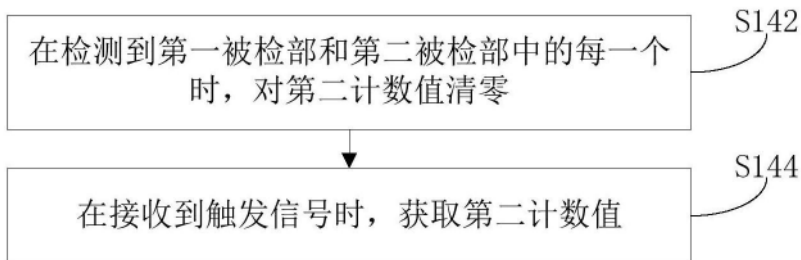 S142
在检测到第一被检部和第二被检部中的每一个
时，对第二计数值清零
S144
在接收到触发信号时，获取第二计数值